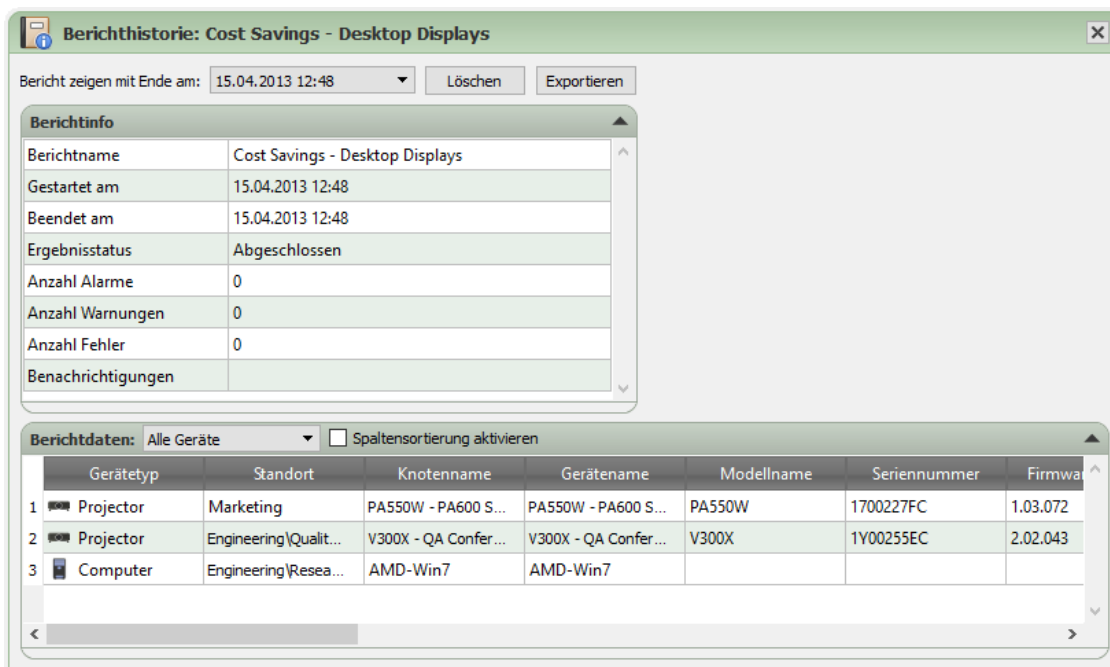 Berichthistorie: Cost Savings - Desktop Displays
Bericht zeigen mit Ende am: 15.04.2013 12:48 Löschen Exportieren
Berichtinfo
Berichtname Cost Savings - Desktop Displays
Gestartet am 15.04.2013 12:48
Beendet am 15.04.2013 12:48
Ergebnisstatus Abgeschlossen
Anzahl Alarme 0
Anzahl Warnungen 0
Anzahl Fehler 0
Benachrichtigungen
Berichtdaten: Alle Geräte Spaltensortierung aktivieren
Gerätetyp Standort Knotenname Gerätename Modellname Seriennummer Firmwa
1 Projector Marketing PA550W - PA600 S... PA550W - PA600 S... PA550W 1700227FC 1.03.072
2 Projector Engineering\Qualit... V300X - QA Confer... V300X - QA Confer... V300X 1Y00255EC 2.02.043
3 Computer Engineering\Resea... AMD-Win7 AMD-Win7